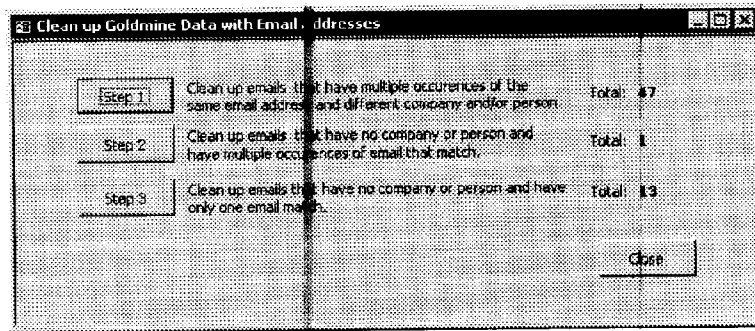 Clean up Goldmine Data with Email Addresses
Step 1
Clean up emails that have multiple occurences of the
same email address and different company and/or person
Total: 47
Step 2
Clean up emails that have no company or person and
have multiple occurences of email that match.
Total: 1
Step 3
Clean up emails that have no company or person and have
only one email match.
Total: 13
Close